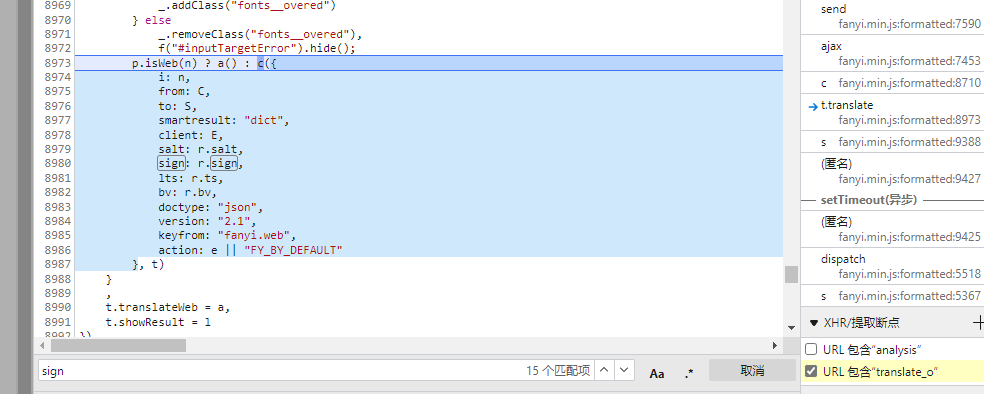 8969 _.addClass("fonts__overed")
8970 } else
8971 _.removeClass("fonts__overed"),
8972 f("#inputTargetError").hide();
8973 p.isWeb(n) ? a() : c({
8974 i: n,
8975 from: C,
8976 to: S,
8977 smartresult: "dict",
8978 client: E,
8979 salt: r.salt,
8980 sign: r.sign,
8981 lts: r.ts,
8982 bv: r.bv,
8983 doctype: "json",
8984 version: "2.1",
8985 keyfrom: "fanyi.web",
8986 action: e || "FY_BY_DEFAULT"
8987 }, t)
8988 }
8989 ,
8990 t.translateWeb = a,
8991 t.showResult = l
8992 })
sign 15 个匹配项 Aa .* 取消
send
fanyi.min.js:formatted:7590
ajax
fanyi.min.js:formatted:7453
c fanyi.min.js:formatted:8710
t.translate
fanyi.min.js:formatted:8973
s fanyi.min.js:formatted:9388
(匿名)
fanyi.min.js:formatted:9427
setTimeout(异步)
(匿名)
fanyi.min.js:formatted:9425
dispatch
fanyi.min.js:formatted:5518
s fanyi.min.js:formatted:5367
XHR/提取断点
URL 包含“analysis”
URL 包含“translate_o”